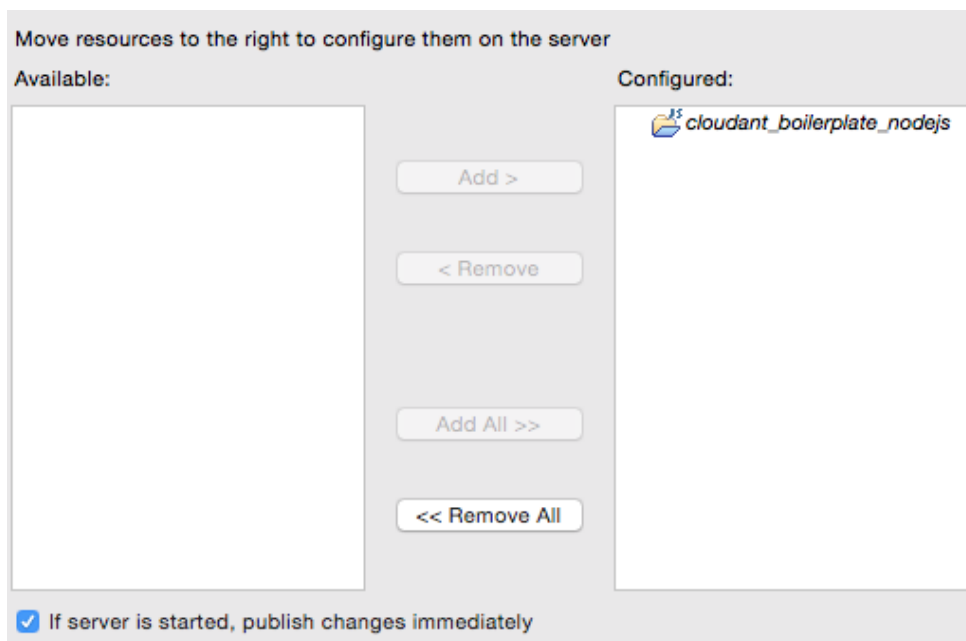 Move resources to the right to configure them on the server
Available:
Configured:
cloudant_boilerplate_nodejs
Add >
< Remove
Add All >>
<< Remove All
If server is started, publish changes immediately